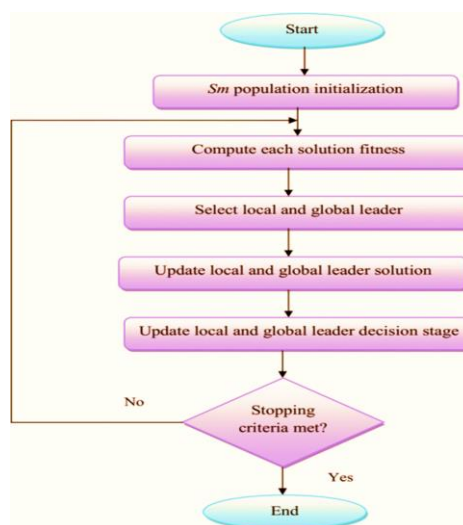 Start
Sm population initialization
Compute each solution fitness
Select local and global leader
Update local and global leader solution
Update local and global leader decision stage
No
Stopping
criteria met?
Yes
End